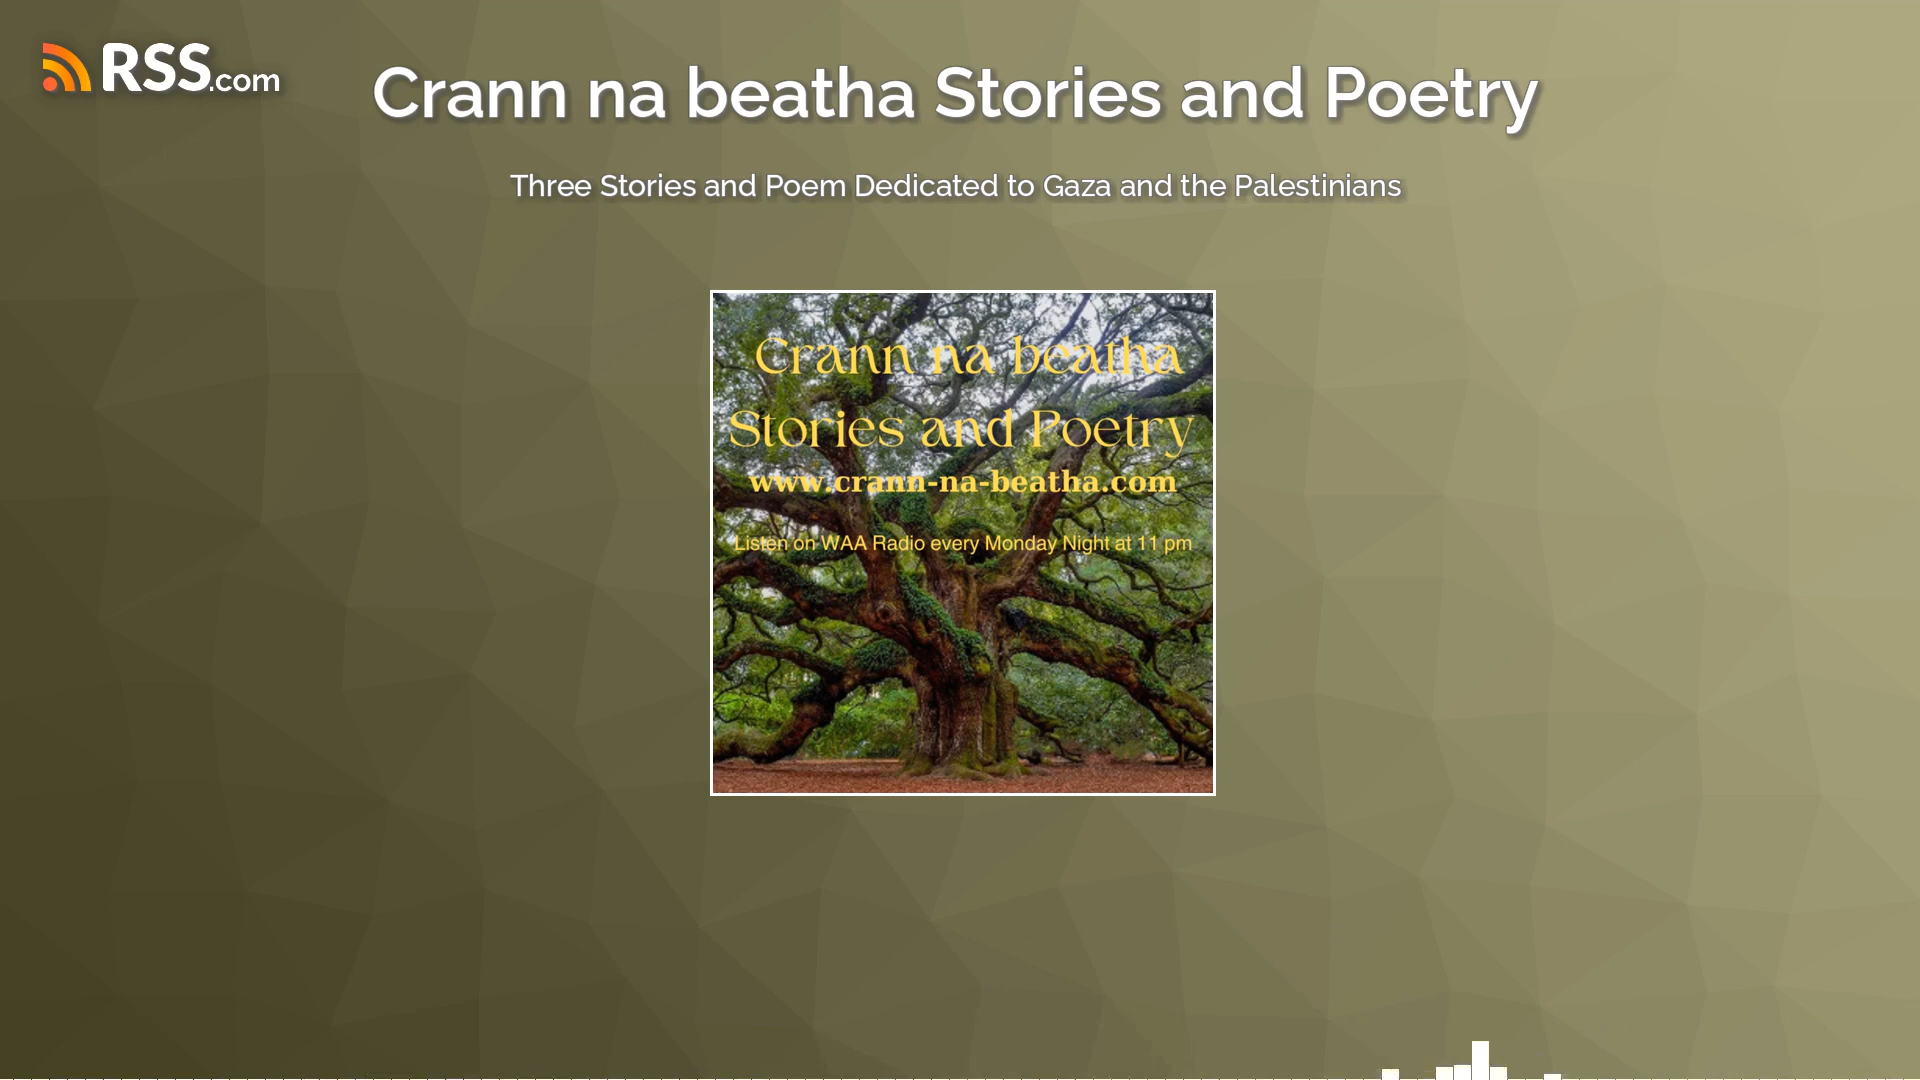 RSS.com
Crann na beatha Stories and Poetry
Three Stories and Poem Dedicated to Gaza and the Palestinians
Crann na beatha
Stories and Poetry
www.crann-na-beatha.com
Listen on WAA Radio every Monday Night at 11 pm